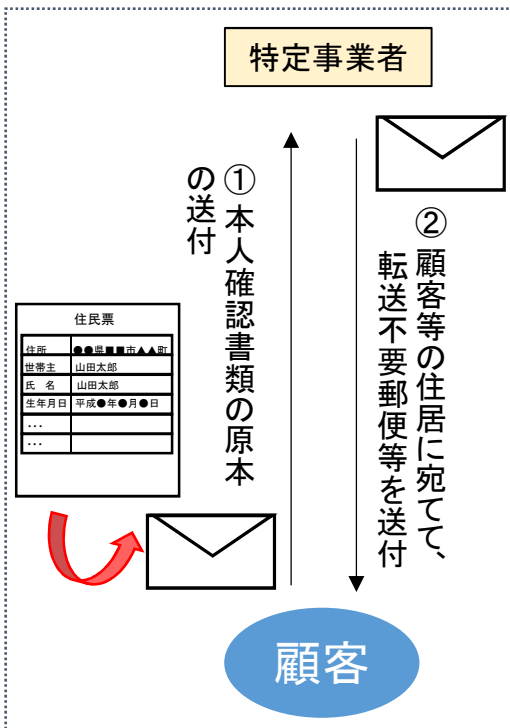 特定事業者
①本人確認書類の原本
の送付
②顧客等の住居に宛てて、
転送不要郵便等を送付
住民票
住所 ●●県■■市▲▲町
世帯主 山田太郎
氏 名 山田太郎
生年月日 平成●年●月●日
…
…
顧客